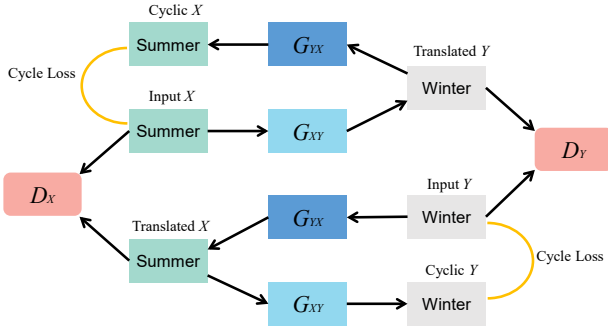 Cyclic X
Summer
G_YX
Translated Y
Winter
Cycle Loss
Input X
Summer
G_XY
D_Y
D_X
Input Y
G_YX
Winter
Translated X
Summer
Cycle Loss
Cyclic Y
G_XY
Winter